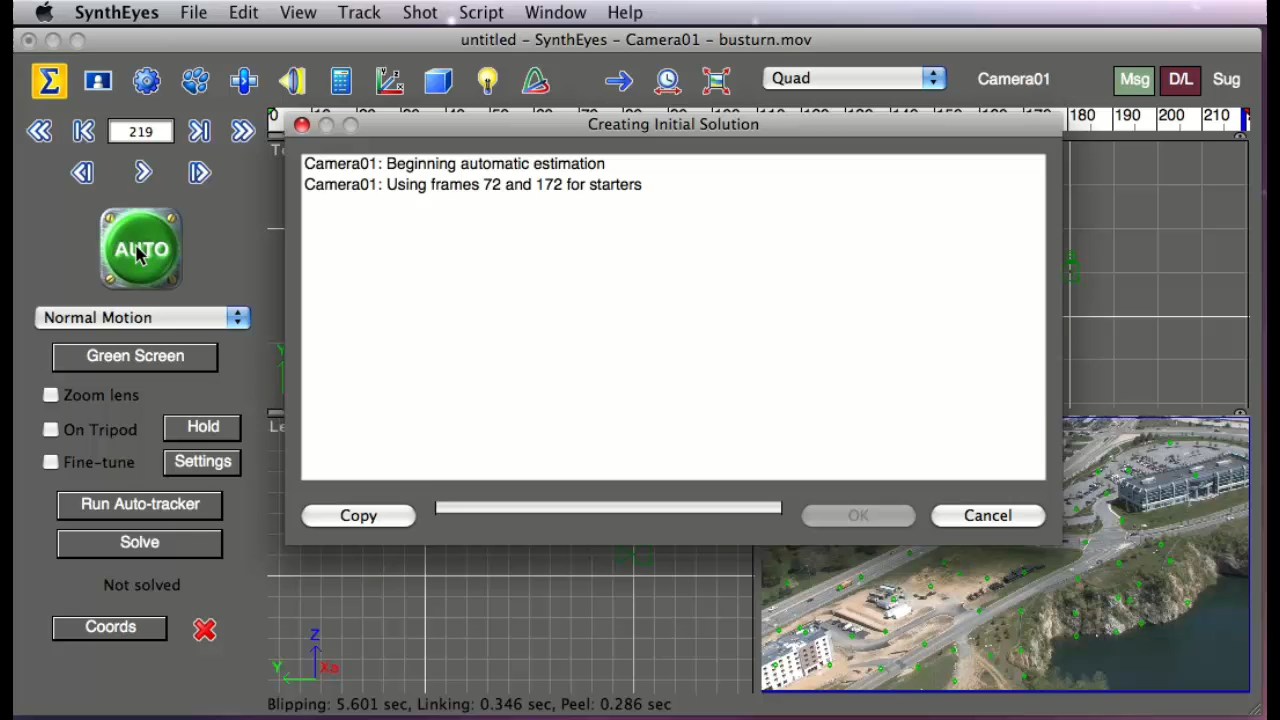 SynthEyes File Edit View Track Shot Script Window Help
untitled - SynthEyes - Camera01 - busturn.mov
Σ Quad Camera01 Msg D/L Sug
0 180 190 200 210
219
Creating Initial Solution
Camera01: Beginning automatic estimation
Camera01: Using frames 72 and 172 for starters
AUTO
Normal Motion
Green Screen
Zoom lens
On Tripod Hold
Fine-tune Settings
Run Auto-tracker
Copy OK Cancel
Solve
Not solved
Coords
Z
Y Xa
Blipping: 5.601 sec, Linking: 0.346 sec, Peel: 0.286 sec